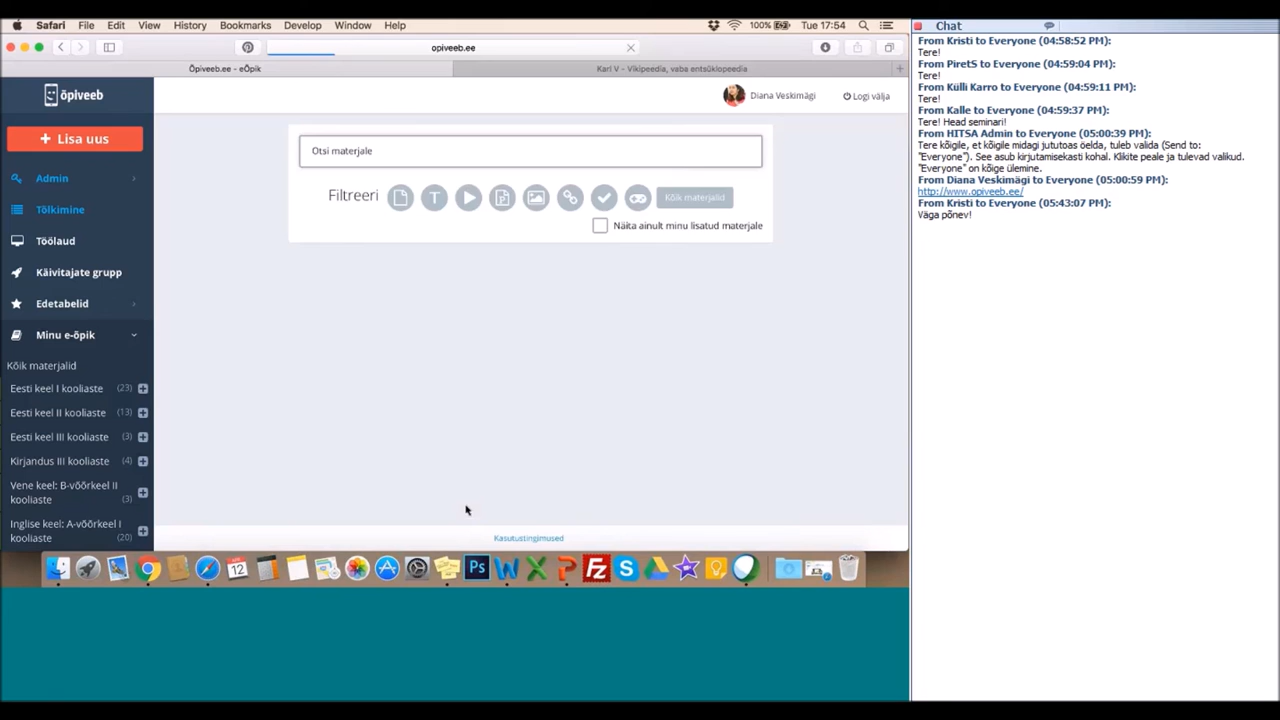 Safari File Edit View History Bookmarks Develop Window Help 100% Tue 17:54
opiveeb.ee
Õpiveeb.ee - eÕpik
Karl V – Vikipeedia, vaba entsüklopeedia
õpiveeb
Diana Veskimägi
Logi välja
Lisa uus
Admin
Tõlkimine
Töölaud
Käivitajate grupp
Edetabelid
Minu e-õpik
Kõik materjalid
Eesti keel I kooliaste (23)
Eesti keel II kooliaste (13)
Eesti keel III kooliaste (3)
Kirjandus III kooliaste (4)
Vene keel: B-võõrkeel II
kooliaste (3)
Inglise keel: A-võõrkeel I
kooliaste (20)
Otsi materjale
Filtreeri
T
Kõik materjalid
Näita ainult minu lisatud materjale
Kasutustingimused
APR
12
Ps
Chat
From Kristi to Everyone (04:58:52 PM):
Tere!
From PiretS to Everyone (04:59:04 PM):
Tere!
From Külli Karro to Everyone (04:59:11 PM):
Tere!
From Kalle to Everyone (04:59:37 PM):
Tere! Head seminari!
From HITSA Admin to Everyone (05:00:39 PM):
Tere kõigile, et kõigile midagi jututoas öelda, tuleb valida (Send to:
"Everyone"). See asub kirjutamisekasti kohal. Klikite peale ja tulevad valikud.
"Everyone" on kõige ülemine.
From Diana Veskimägi to Everyone (05:00:59 PM):
http://www.opiveeb.ee/
From Kristi to Everyone (05:43:07 PM):
Väga põnev!